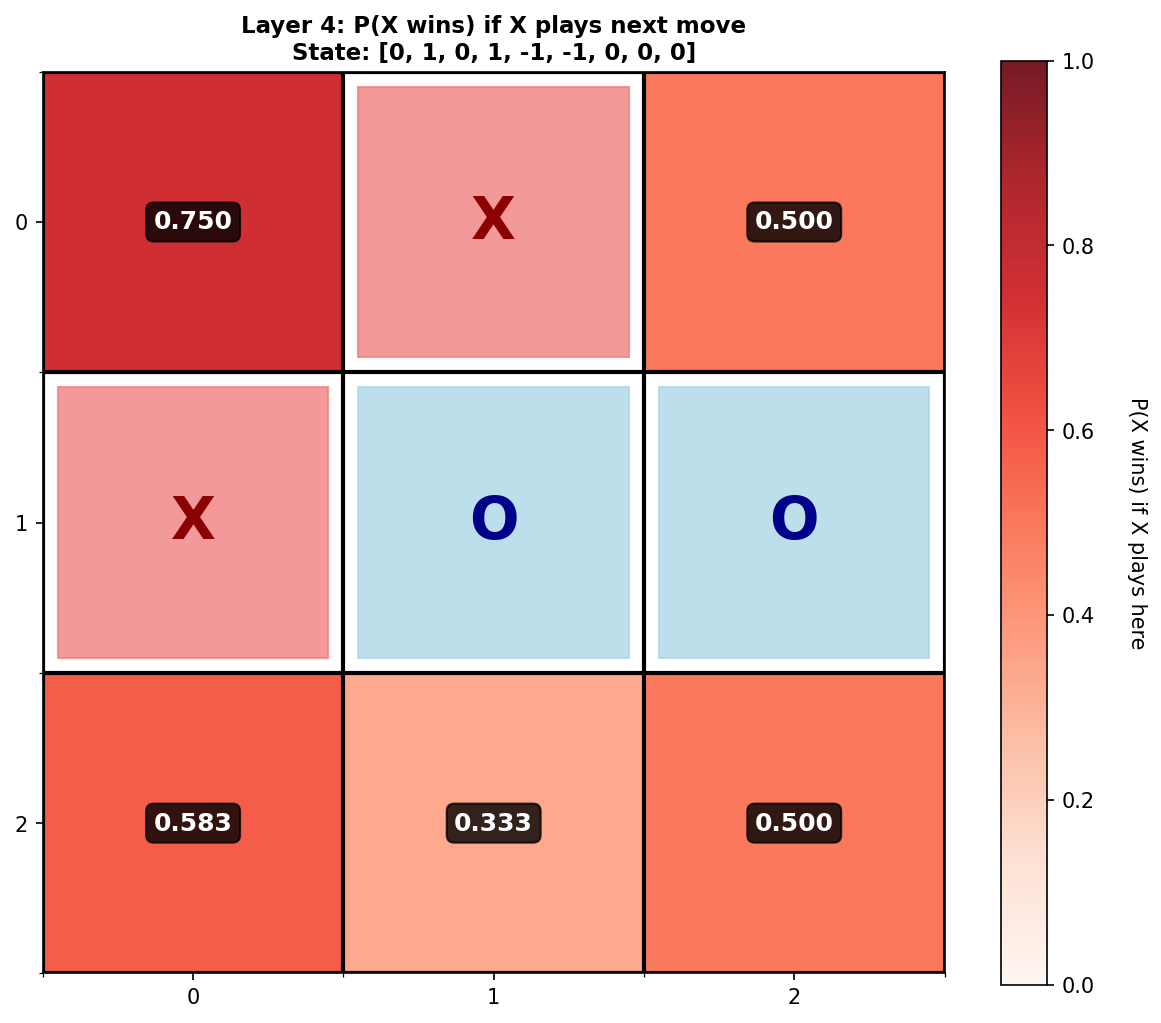 Layer 4: P(X wins) if X plays next move
State: [0, 1, 0, 1, -1, -1, 0, 0, 0]
0.750 X 0.500
X O O
0.583 0.333 0.500
0
1
2
0 1 2
1.0
0.8
0.6
0.4
0.2
0.0
P(X wins) if X plays here